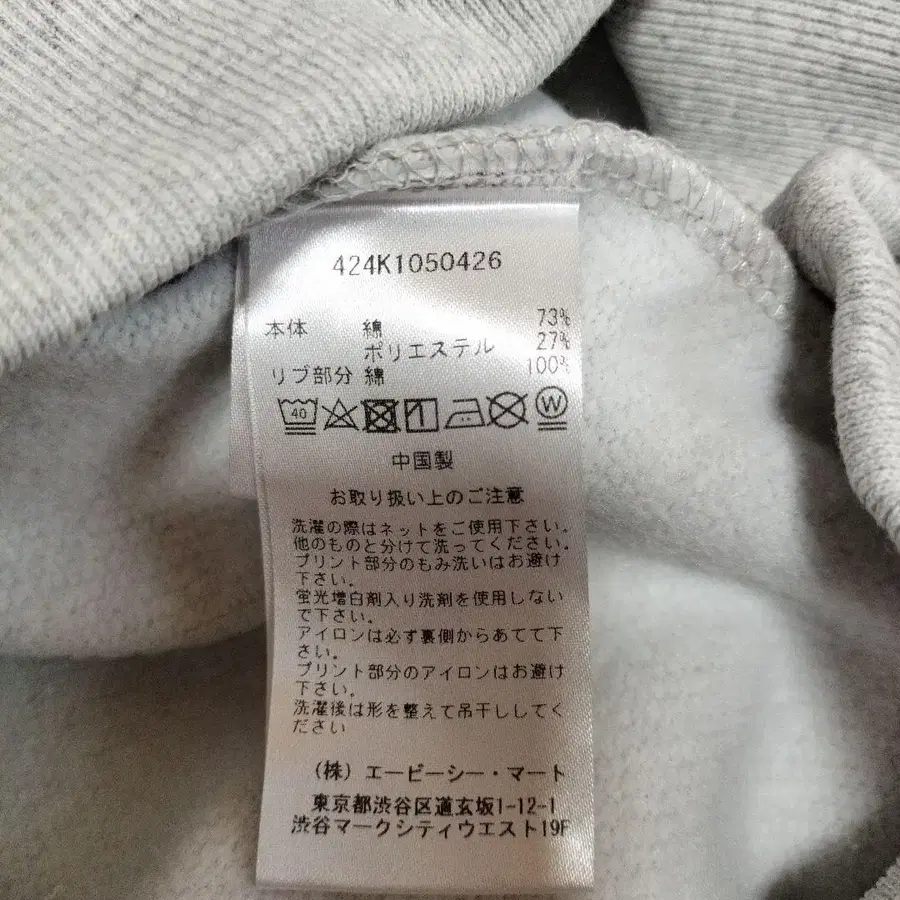 424K1050426
本体 綿 73%
ポリエステル 27%
リブ部分 綿 100%
40 W
中国製
お取り扱い上のご注意
洗濯の際はネットをご使用下さい。
他のものと分けて洗ってください。
プリント部分のもみ洗いはお避け
下さい。
蛍光増白剤入り洗剤を使用しない
で下さい。
アイロンは必ず裏側からあてて下
さい。
プリント部分のアイロンはお避け
下さい。
洗濯後は形を整えて吊干ししてく
ださい
(株) エービーシー・マート
東京都渋谷区道玄坂1-12-1
渋谷マークシティウエスト19F